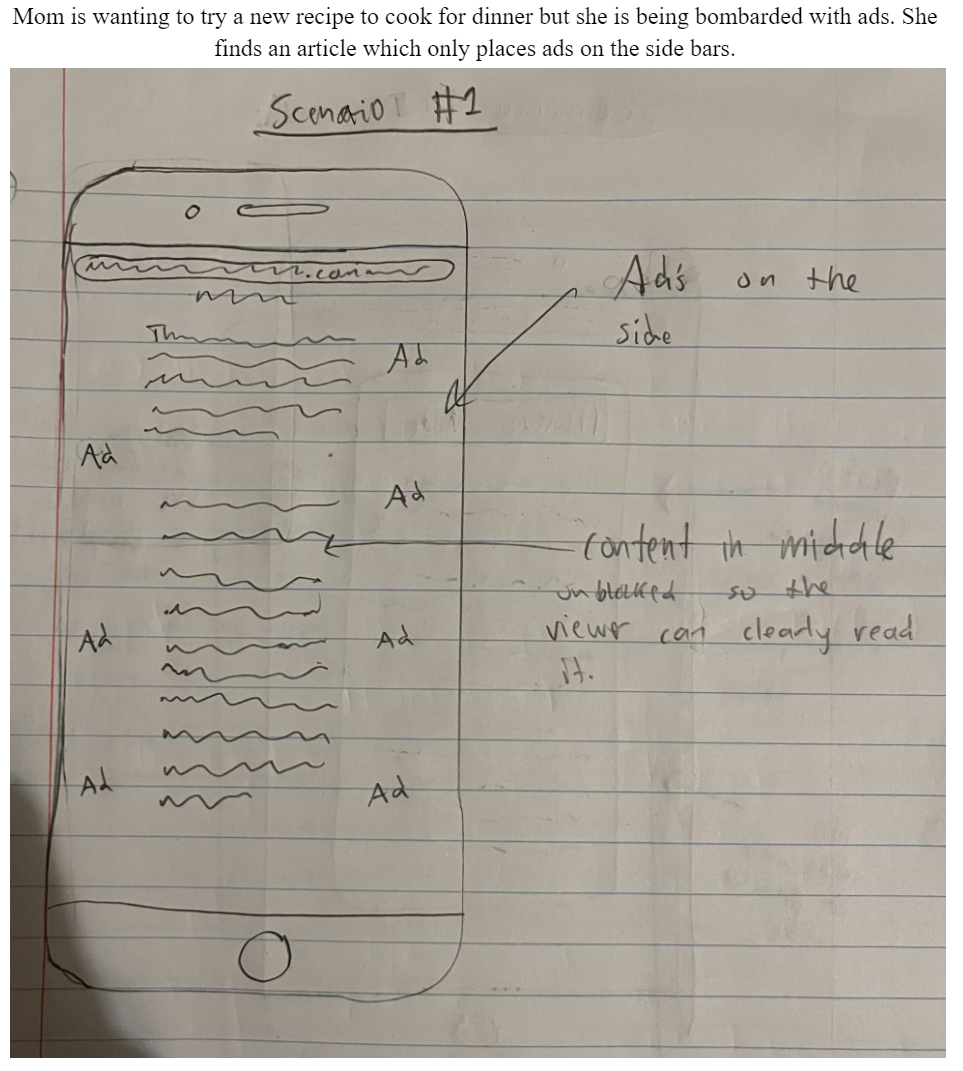 Mom is wanting to try a new recipe to cook for dinner but she is being bombarded with ads. She
finds an article which only places ads on the side bars.
Scenario #1
.com
Th
Ad
Ad
Ad
Ad
Ad
Ad
Ad
Ad's on the
side
content in middle
unblocked so the
viewer can clearly read
it.